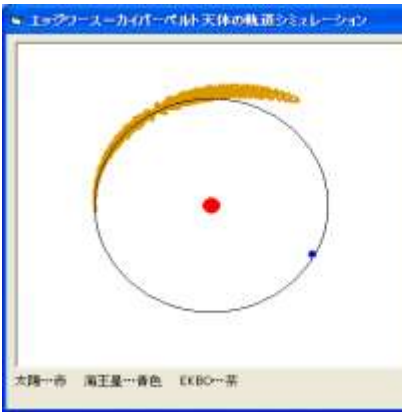 エッジワース－カイパーベルト天体の軌道シミュレーション
太陽…赤 海王星…青色 EKBO…茶